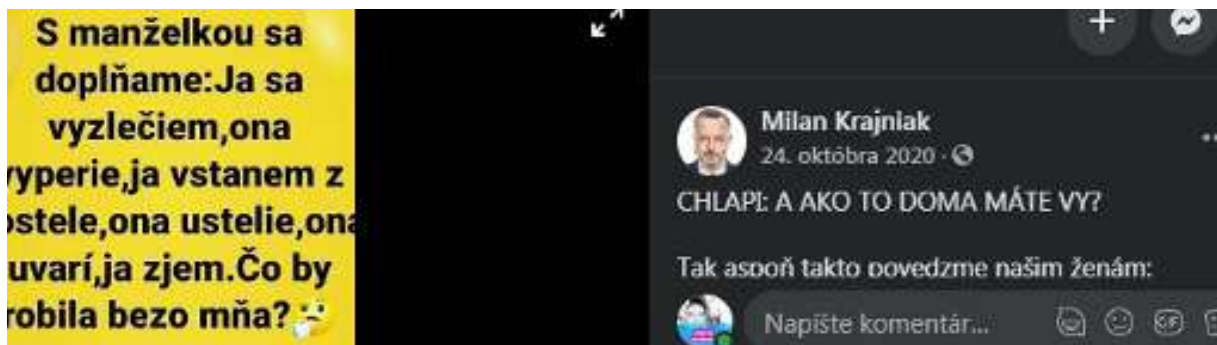 S manželkou sa
doplňame:Ja sa
vyzlečiem,ona
vyperie,ja vstanem z
ostele,ona ustelie,ona
uvarí,ja zjem.Čo by
robila bezo mňa?
Milan Krajniak
24. októbra 2020
CHLAPI: A AKO TO DOMA MÁTE VY?
Tak aspoň takto povedzme našim ženám:
Napíšte komentár...
GIF